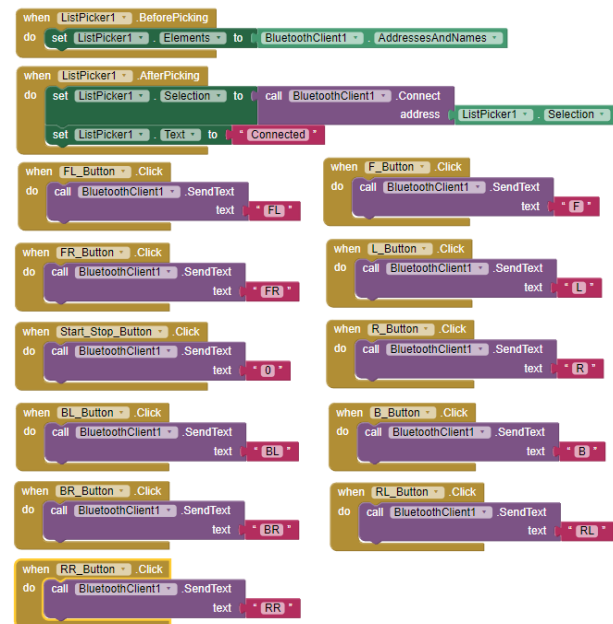 when ListPicker1 .BeforePicking
do set ListPicker1 . Elements to BluetoothClient1 . AddressesAndNames
when ListPicker1 .AfterPicking
do set ListPicker1 . Selection to call BluetoothClient1 .Connect
address ListPicker1 . Selection
set ListPicker1 . Text to " Connected "
when FL_Button .Click
do call BluetoothClient1 .SendText
text " FL "
when F_Button .Click
do call BluetoothClient1 .SendText
text " F "
when FR_Button .Click
do call BluetoothClient1 .SendText
text " FR "
when L_Button .Click
do call BluetoothClient1 .SendText
text " L "
when Start_Stop_Button .Click
do call BluetoothClient1 .SendText
text " 0 "
when R_Button .Click
do call BluetoothClient1 .SendText
text " R "
when BL_Button .Click
do call BluetoothClient1 .SendText
text " BL "
when B_Button .Click
do call BluetoothClient1 .SendText
text " B "
when BR_Button .Click
do call BluetoothClient1 .SendText
text " BR "
when RL_Button .Click
do call BluetoothClient1 .SendText
text " RL "
when RR_Button .Click
do call BluetoothClient1 .SendText
text " RR "